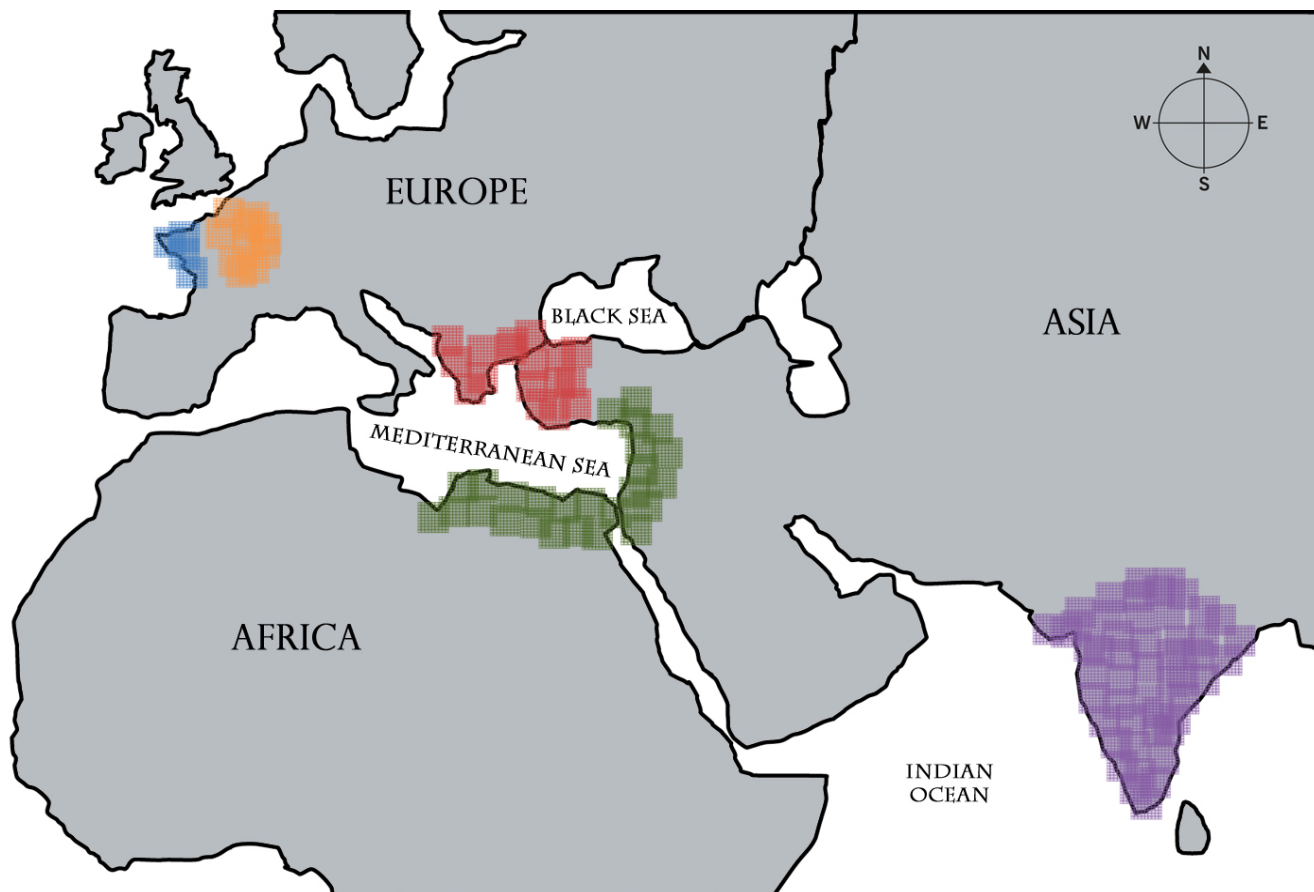 N
W E
S
EUROPE
BLACK SEA
ASIA
MEDITERRANEAN SEA
AFRICA
INDIAN
OCEAN